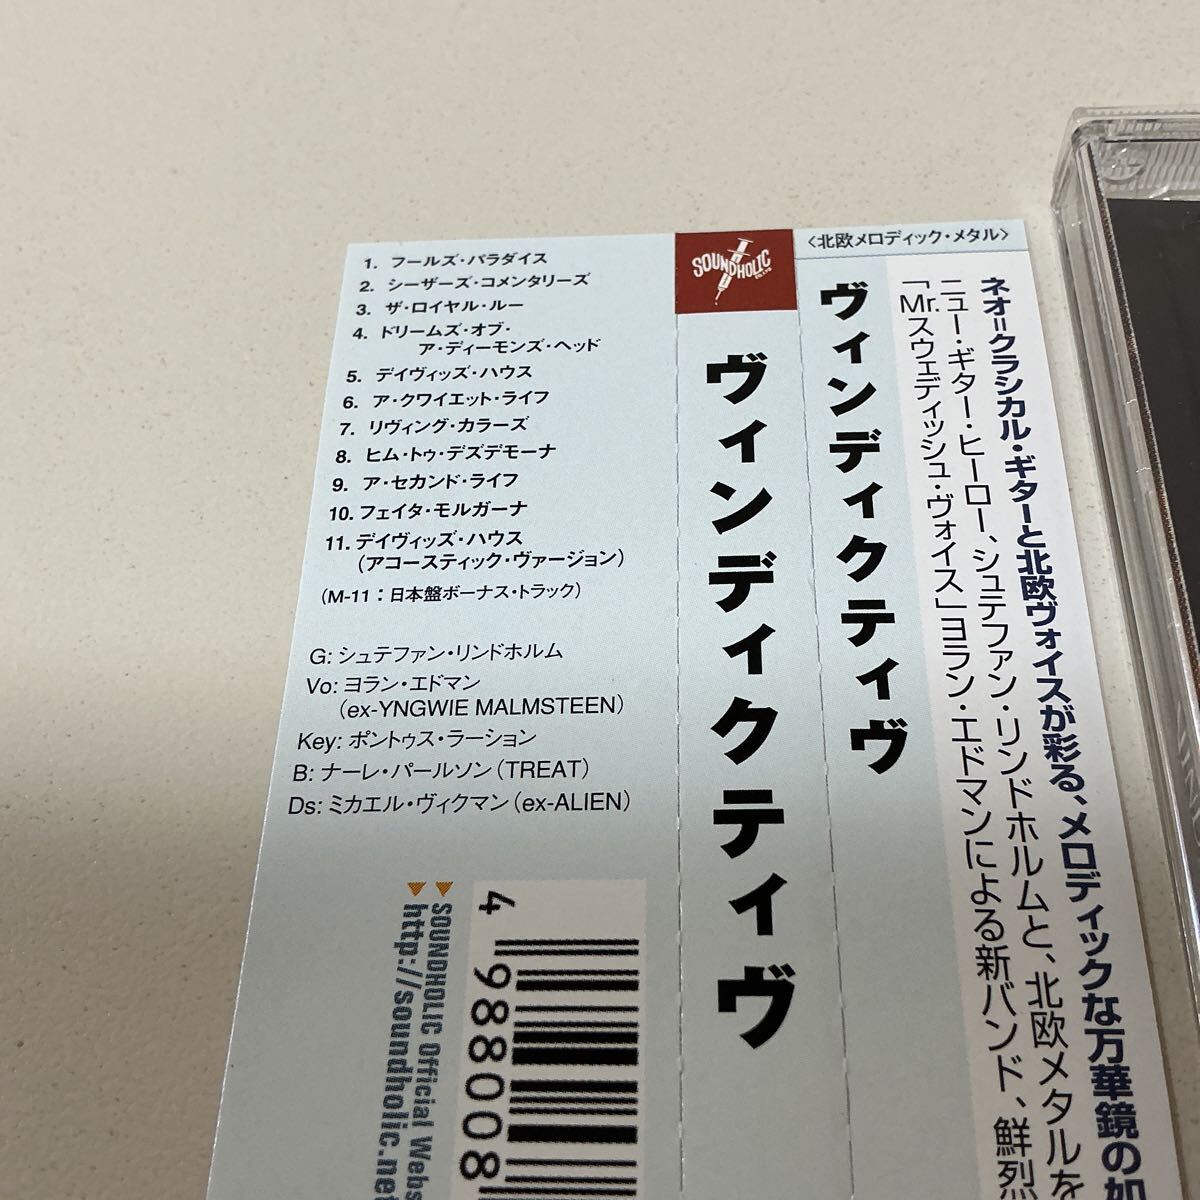 1. フールズ・パラダイス
2. シーザーズ・コメンタリーズ
3. ザ・ロイヤル・ルー
4. ドリームズ・オブ・
ア・ディーモンズ・ヘッド
5. デイヴィッズ・ハウス
6. ア・クワイエット・ライフ
7. リヴィング・カラーズ
8. ヒム・トゥ・デズデモーナ
9. ア・セカンド・ライフ
10. フェイタ・モルガーナ
11. デイヴィッズ・ハウス
(アコースティック・ヴァージョン)
(M-11：日本盤ボーナス・トラック)
G: シュテファン・リンドホルム
Vo: ヨラン・エドマン
(ex-YNGWIE MALMSTEEN)
Key: ポントゥス・ラーション
B: ナーレ・パールソン(TREAT)
Ds: ミカエル・ヴィクマン(ex-ALIEN)
SOUNDHOLIC Official Webs
http://soundholic.net
4 988008
SOUNDHOLIC
ヴィンディクティヴ
〈北欧メロディック・メタル〉
ヴィンディクティヴ
ネオ=クラシカル・ギターと北欧ヴォイスが彩る、メロディックな万華鏡の如
ニュー・ギター・ヒーロー、シュテファン・リンドホルムと、北欧メタルを
「Mr.スウェディッシュ・ヴォイス」ヨラン・エドマンによる新バンド、鮮烈